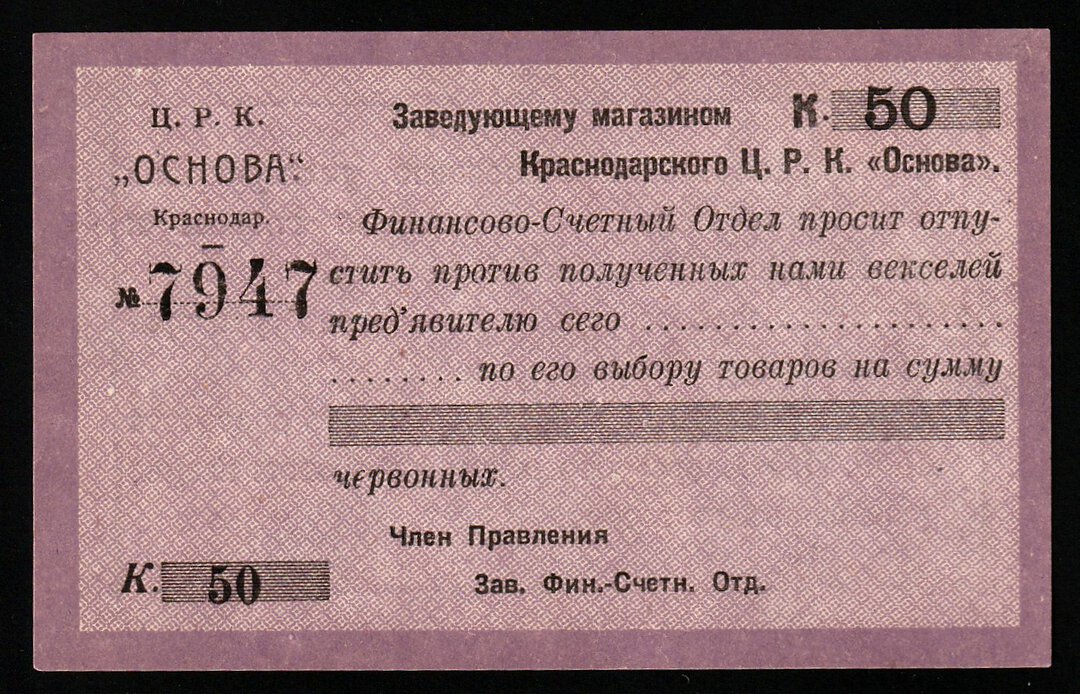 Ц. Р. К.
„ОСНОВА“.
Краснодар.
№ 7947
Заведующему магазином К. 50
Краснодарского Ц. Р. К. «Основа».
Финансово-Счетный Отдел просит отпу-
стить против полученных нами векселей
пред’явителю сего ......................
......... по его выбору товаров на сумму
червонных.
Член Правления
К. 50
Зав. Фин.-Счетн. Отд.